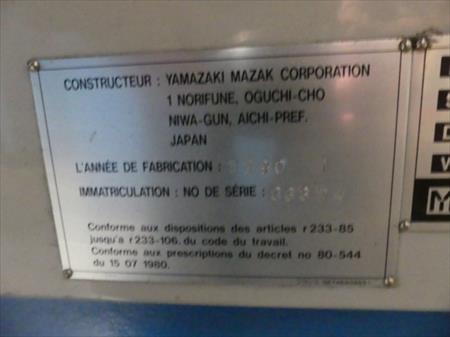 CONSTRUCTEUR : YAMAZAKI MAZAK CORPORATION
1 NORIFUNE, OGUCHI-CHO
NIWA-GUN, AICHI-PREF.
JAPAN
L'ANNÉE DE FABRICATION :
IMMATRICULATION : NO DE SÉRIE :
Conforme aux dispositions des articles r 233-85
jusqu'a r 233-106. du code du travail.
Conforme aux prescriptions du decret no 80-544
du 15 07 1980.